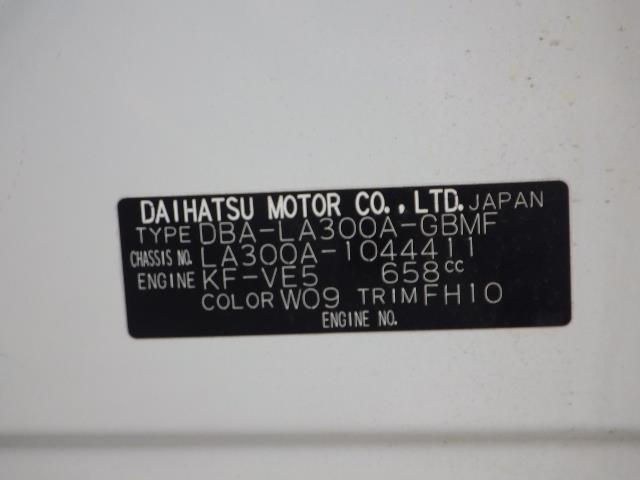 DAIHATSU MOTOR CO., LTD. JAPAN
TYPE DBA-LA300A-GBMF
CHASSIS NO. LA300A-1044411
ENGINE KF-VE5 658cc
COLOR W09 TRIM FH10
ENGINE NO.